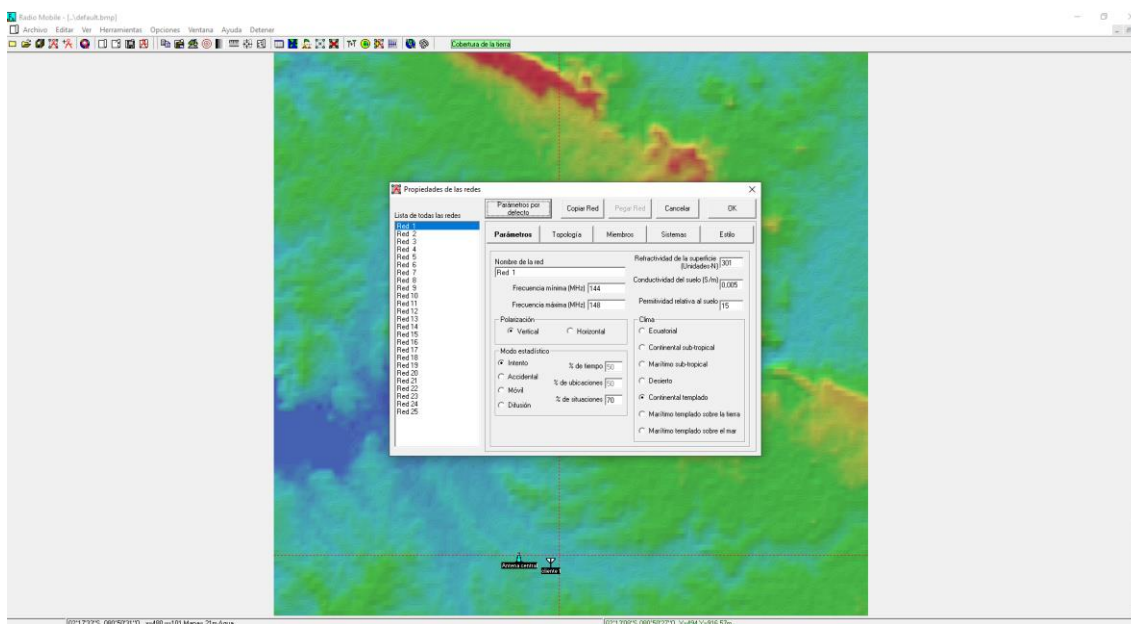 Radio Mobile - [..\default.bmp]
Archivo Editar Ver Herramientas Opciones Ventana Ayuda Detener
Cobertura de la tierra
Propiedades de las redes
Parámetros por defecto
Copiar Red
Pegar Red
Cancelar
OK
Lista de todas las redes
Red 1
Red 2
Red 3
Red 4
Red 5
Red 6
Red 7
Red 8
Red 9
Red 10
Red 11
Red 12
Red 13
Red 14
Red 15
Red 16
Red 17
Red 18
Red 19
Red 20
Red 21
Red 22
Red 23
Red 24
Red 25
Parámetros
Topología
Miembros
Sistemas
Estilo
Nombre de la red
Red 1
Frecuencia mínima (MHz) 144
Frecuencia máxima (MHz) 148
Polarización
Vertical
Horizontal
Modo estadístico
Intento
Accidental
Móvil
Difusión
% de tiempo 50
% de ubicaciones 50
% de situaciones 70
Refractividad de la superficie
(Unidades-N) 301
Conductividad del suelo (S/m) 0,005
Permitividad relativa al suelo 15
Clima
Ecuatorial
Continental sub-tropical
Marítimo sub-tropical
Desierto
Continental templado
Marítimo templado sobre la tierra
Marítimo templado sobre el mar
Antena central